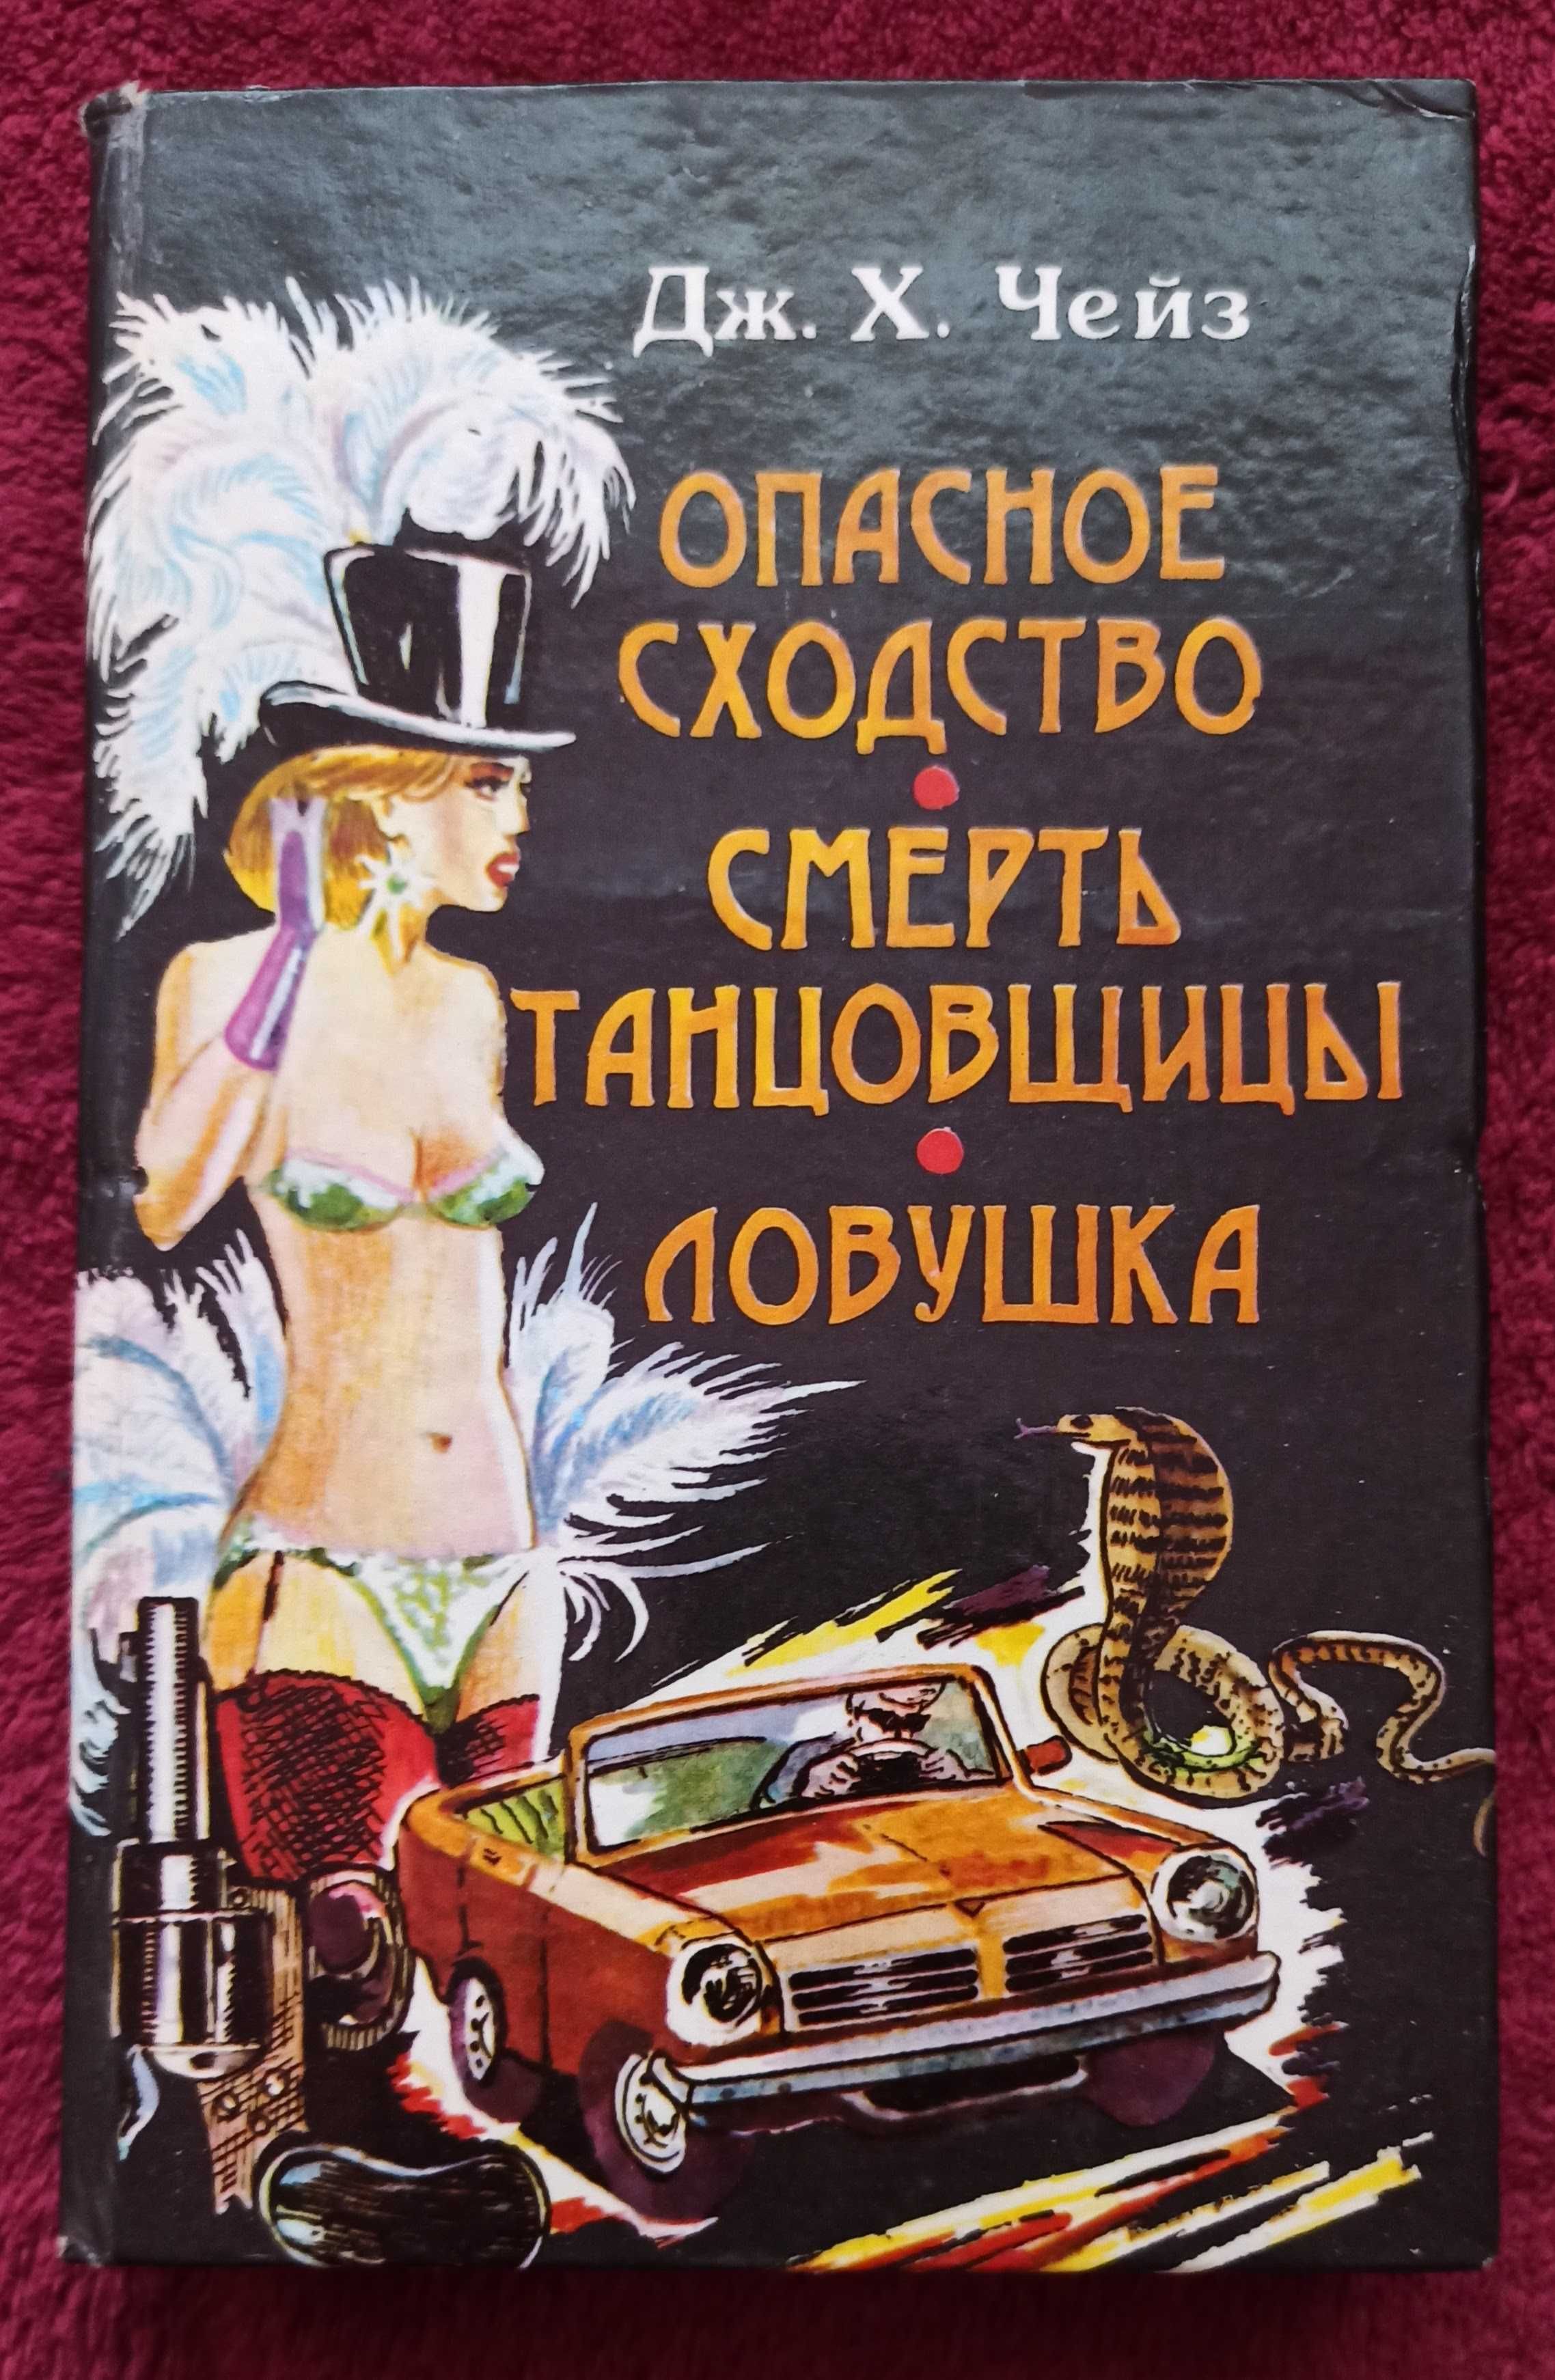 Дж. Х. Чейз
ОПАСНОЕ
СХОДСТВО
СМЕРТЬ
ТАНЦОВЩИЦЫ
ЛОВУШКА